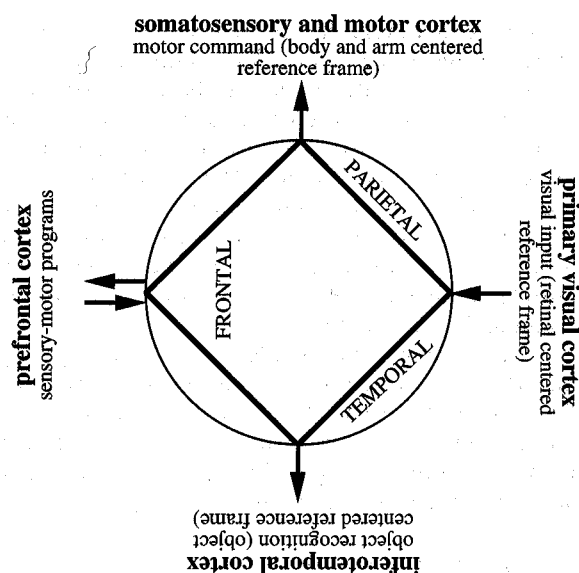 somatosensory and motor cortex
motor command (body and arm centered
reference frame)
PARIETAL
primary visual cortex
visual input (retinal centered
reference frame)
prefrontal cortex
sensory-motor programs
FRONTAL
TEMPORAL
inferotemporal cortex
object recognition (object
centered reference frame)